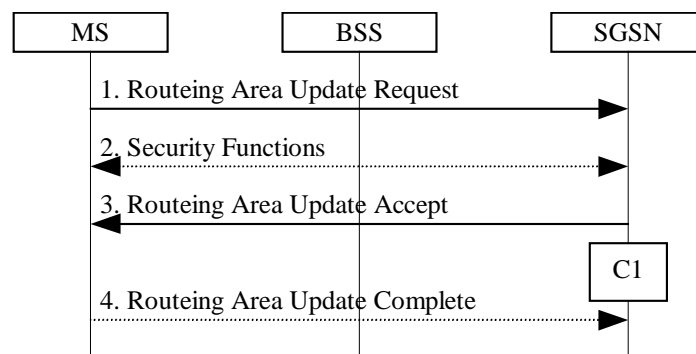 MS BSS SGSN
1. Routeing Area Update Request
2. Security Functions
3. Routeing Area Update Accept
C1
4. Routeing Area Update Complete